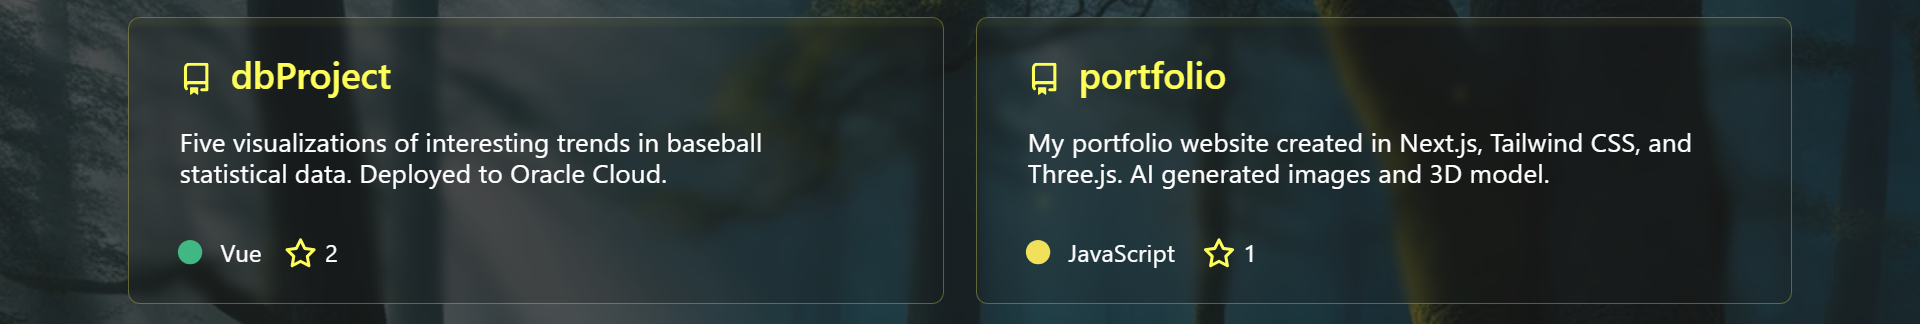 dbProject
Five visualizations of interesting trends in baseball
statistical data. Deployed to Oracle Cloud.
Vue 2
portfolio
My portfolio website created in Next.js, Tailwind CSS, and
Three.js. AI generated images and 3D model.
JavaScript 1